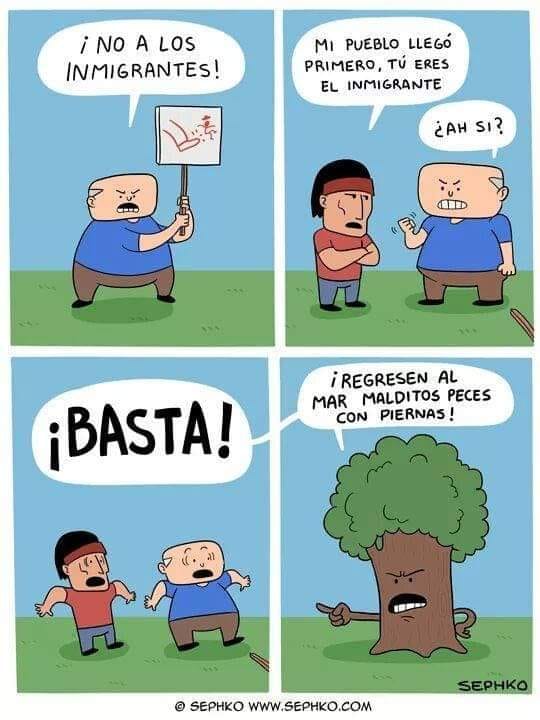 ¡NO A LOS
INMIGRANTES!
MI PUEBLO LLEGÓ
PRIMERO, TÚ ERES
EL INMIGRANTE
¿AH SI?
¡BASTA!
¡REGRESEN AL
MAR MALDITOS PECES
CON PIERNAS!
SEPHKO
© SEPHKO WWW.SEPHKO.COM